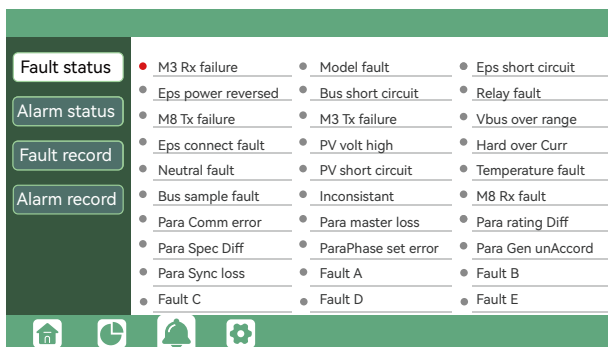 Fault status
Alarm status
Fault record
Alarm record
M3 Rx failure Model fault Eps short circuit
Eps power reversed Bus short circuit Relay fault
M8 Tx failure M3 Tx failure Vbus over range
Eps connect fault PV volt high Hard over Curr
Neutral fault PV short circuit Temperature fault
Bus sample fault Inconsistant M8 Rx fault
Para Comm error Para master loss Para rating Diff
Para Spec Diff ParaPhase set error Para Gen unAccord
Para Sync loss Fault A Fault B
Fault C Fault D Fault E